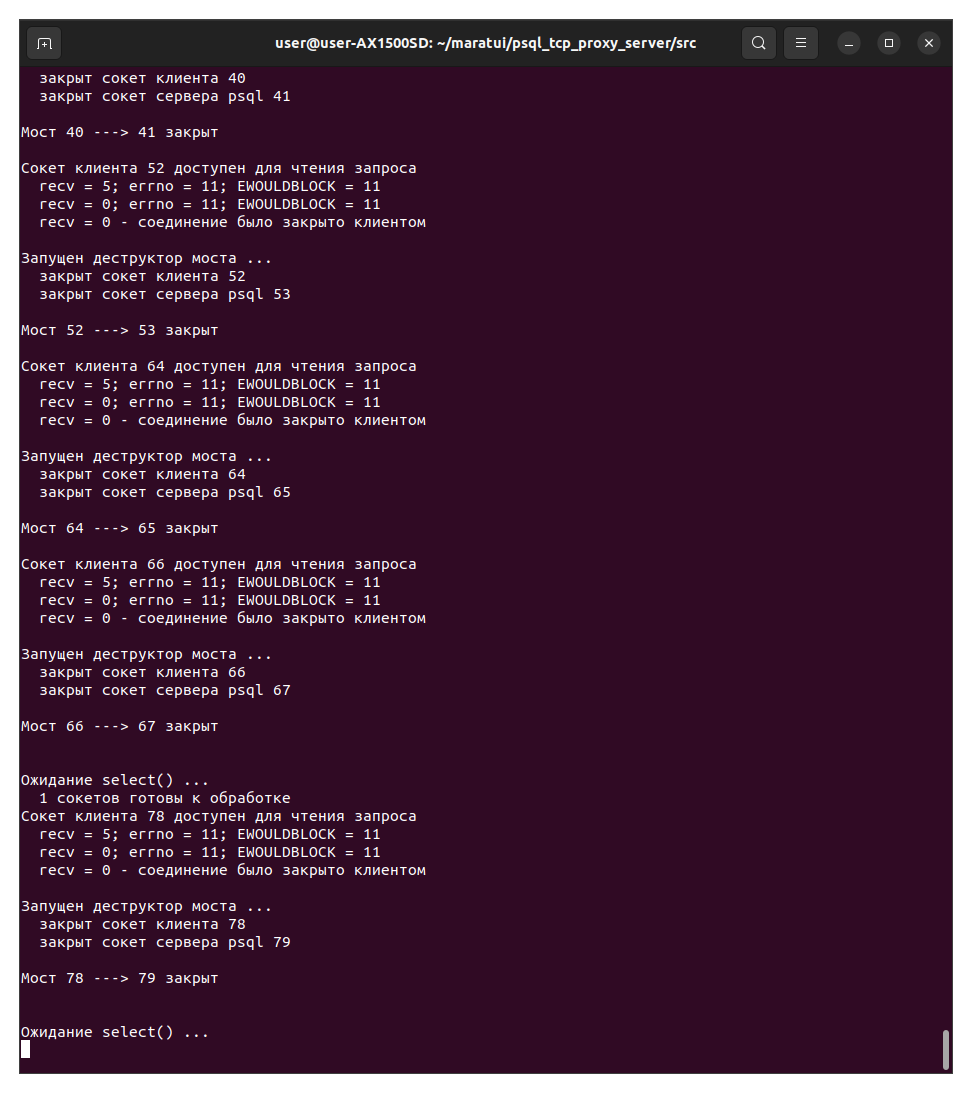 user@user-AX1500SD: ~/maratui/psql_tcp_proxy_server/src
закрыт сокет клиента 40
закрыт сокет сервера psql 41
Мост 40 ---> 41 закрыт
Сокет клиента 52 доступен для чтения запроса
recv = 5; errno = 11; EWOULDBLOCK = 11
recv = 0; errno = 11; EWOULDBLOCK = 11
recv = 0 - соединение было закрыто клиентом
Запущен деструктор моста ...
закрыт сокет клиента 52
закрыт сокет сервера psql 53
Мост 52 ---> 53 закрыт
Сокет клиента 64 доступен для чтения запроса
recv = 5; errno = 11; EWOULDBLOCK = 11
recv = 0; errno = 11; EWOULDBLOCK = 11
recv = 0 - соединение было закрыто клиентом
Запущен деструктор моста ...
закрыт сокет клиента 64
закрыт сокет сервера psql 65
Мост 64 ---> 65 закрыт
Сокет клиента 66 доступен для чтения запроса
recv = 5; errno = 11; EWOULDBLOCK = 11
recv = 0; errno = 11; EWOULDBLOCK = 11
recv = 0 - соединение было закрыто клиентом
Запущен деструктор моста ...
закрыт сокет клиента 66
закрыт сокет сервера psql 67
Мост 66 ---> 67 закрыт
Ожидание select() ...
1 сокетов готовы к обработке
Сокет клиента 78 доступен для чтения запроса
recv = 5; errno = 11; EWOULDBLOCK = 11
recv = 0; errno = 11; EWOULDBLOCK = 11
recv = 0 - соединение было закрыто клиентом
Запущен деструктор моста ...
закрыт сокет клиента 78
закрыт сокет сервера psql 79
Мост 78 ---> 79 закрыт
Ожидание select() ...